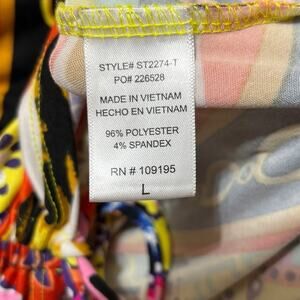 STYLE# ST2274-T
PO# 226528
MADE IN VIETNAM
HECHO EN VIETNAM
96% POLYESTER
4% SPANDEX
RN # 109195
L